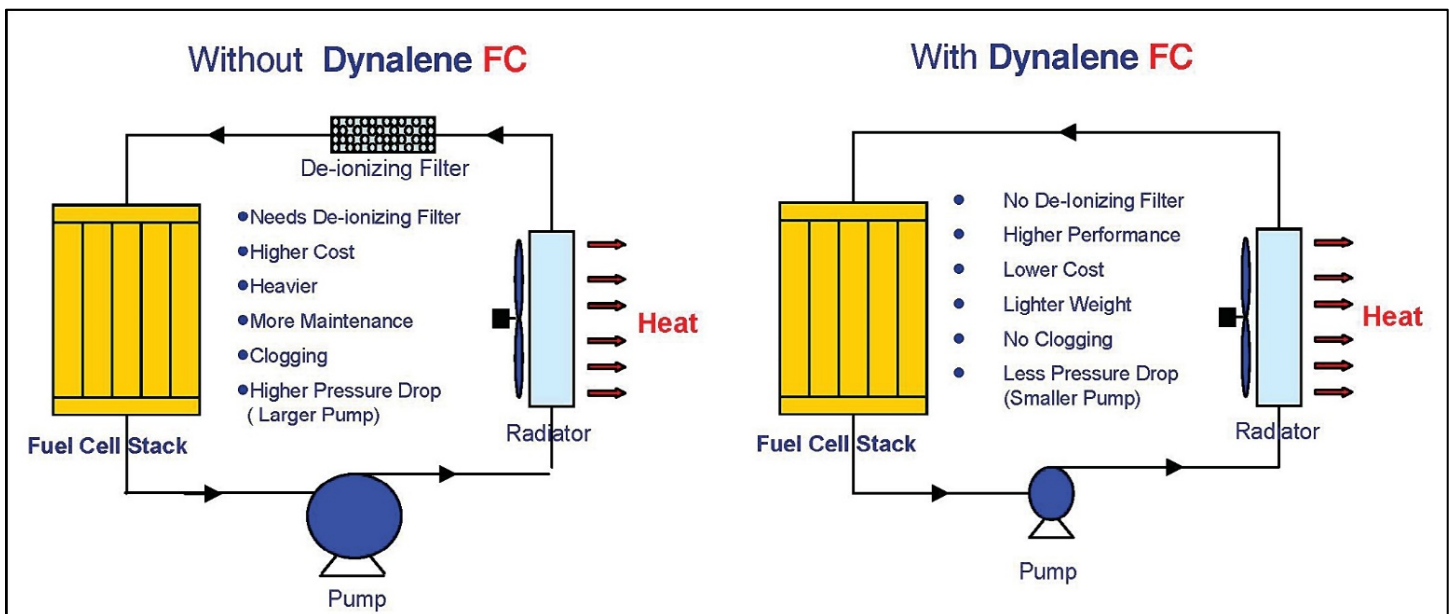 Without Dynalene FC
De-ionizing Filter
●Needs De-ionizing Filter
●Higher Cost
●Heavier
●More Maintenance
●Clogging
●Higher Pressure Drop
( Larger Pump)
Heat
Radiator
Fuel Cell Stack
Pump
With Dynalene FC
● No De-Ionizing Filter
● Higher Performance
● Lower Cost
● Lighter Weight
● No Clogging
● Less Pressure Drop
(Smaller Pump)
Heat
Radiator
Fuel Cell Stack
Pump